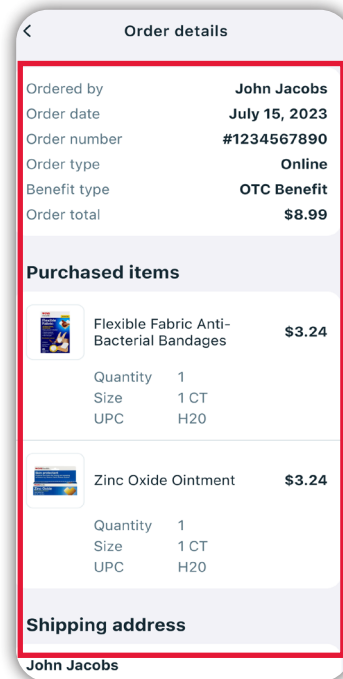 Order details
Ordered by John Jacobs
Order date July 15, 2023
Order number #1234567890
Order type Online
Benefit type OTC Benefit
Order total $8.99
Purchased items
Flexible Fabric Anti-
Bacterial Bandages $3.24
Quantity 1
Size 1 CT
UPC H20
Zinc Oxide Ointment $3.24
Quantity 1
Size 1 CT
UPC H20
Shipping address
John Jacobs